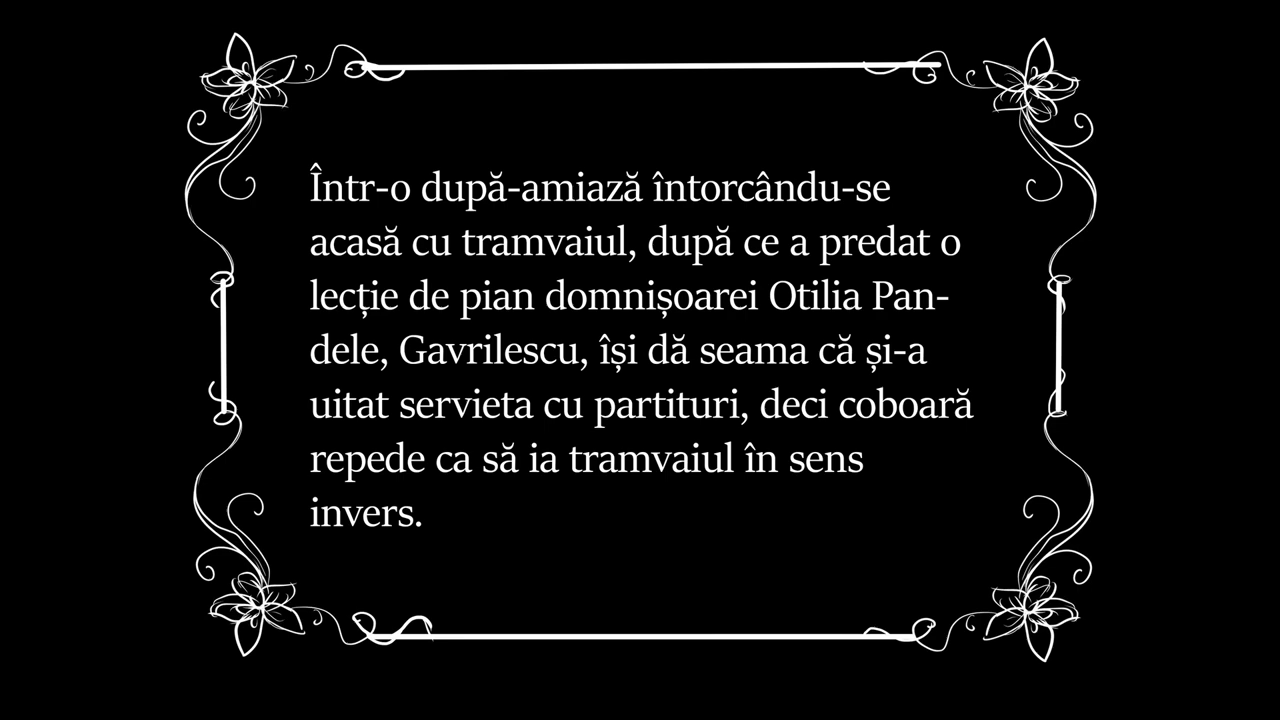 Într-o după-amiază întorcându-se
acasă cu tramvaiul, după ce a predat o
lecție de pian domnișoarei Otilia Pan-
dele, Gavrilescu, își dă seama că și-a
uitat servieta cu partituri, deci coboară
repede ca să ia tramvaiul în sens
invers.